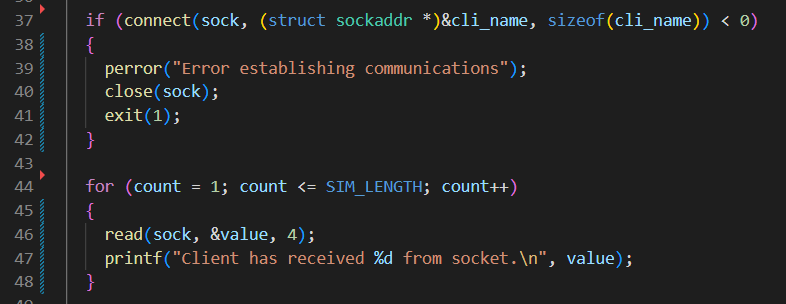 37 if (connect(sock, (struct sockaddr *)&cli_name, sizeof(cli_name)) < 0)
38 {
39   perror("Error establishing communications");
40   close(sock);
41   exit(1);
42 }
43
44 for (count = 1; count <= SIM_LENGTH; count++)
45 {
46   read(sock, &value, 4);
47   printf("Client has received %d from socket.\n", value);
48 }